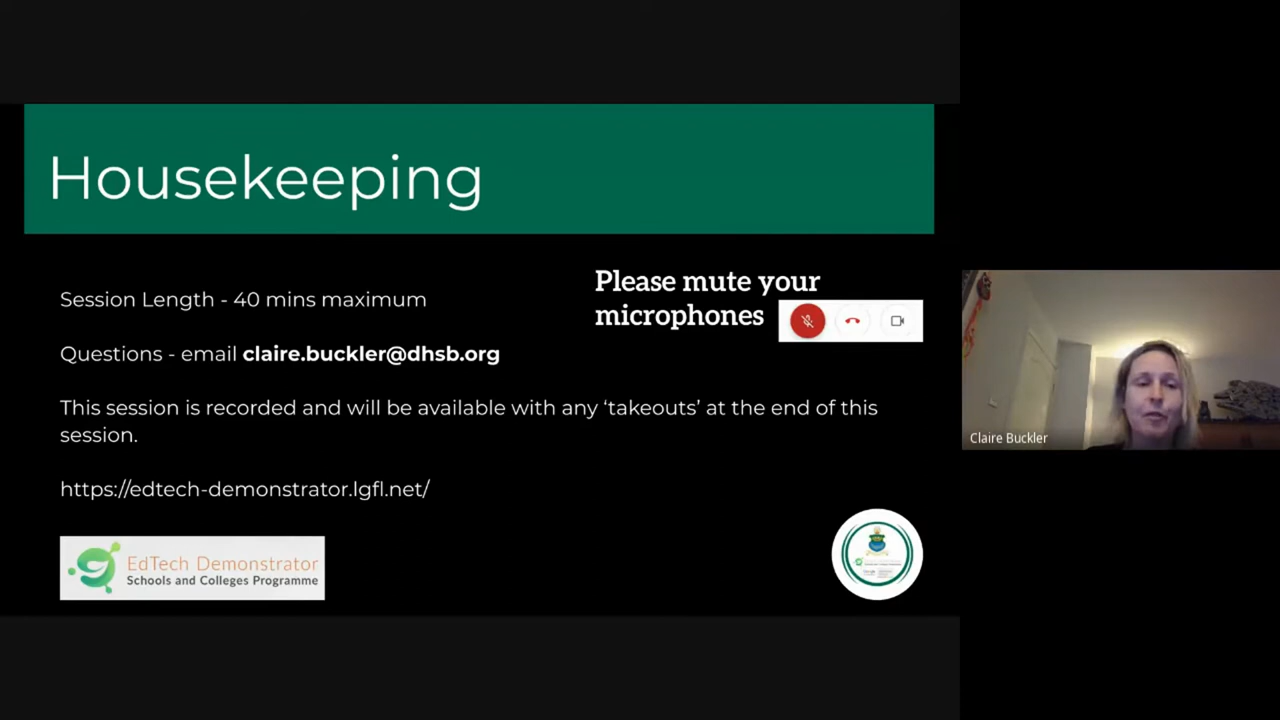 Housekeeping
Please mute your
microphones
Session Length - 40 mins maximum
Questions - email claire.buckler@dhsb.org
This session is recorded and will be available with any ‘takeouts’ at the end of this
session.
https://edtech-demonstrator.lgfl.net/
EdTech Demonstrator
Schools and Colleges Programme
Claire Buckler